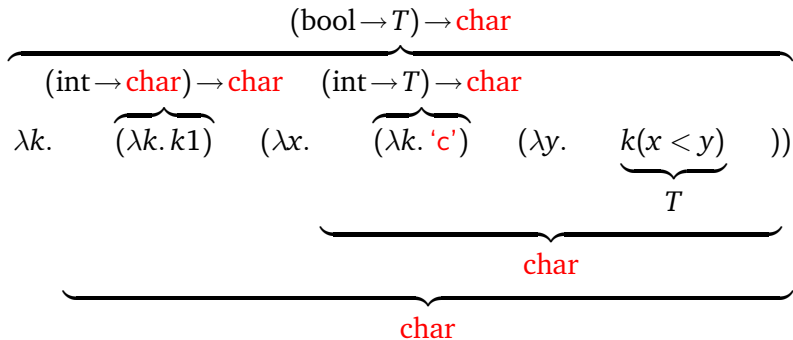 (bool→T)→char
(int→char)→char (int→T)→char
λk. (λk. k1) (λx. (λk. ‘c’) (λy. k(x < y) ))
T
char
char